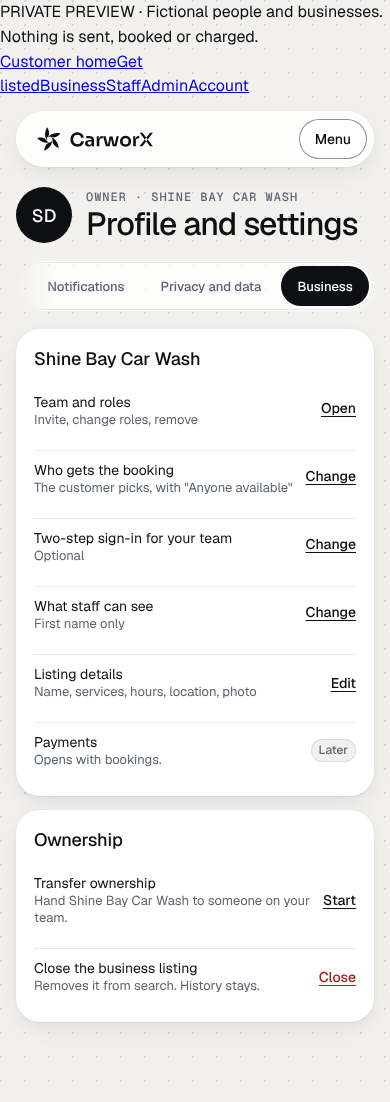 PRIVATE PREVIEW · Fictional people and businesses.
Nothing is sent, booked or charged.
Customer homeGet
listedBusinessStaffAdminAccount
CarworX
Menu
SD
OWNER · SHINE BAY CAR WASH
Profile and settings
Notifications
Privacy and data
Business
Shine Bay Car Wash
Team and roles
Invite, change roles, remove
Open
Who gets the booking
The customer picks, with "Anyone available"
Change
Two-step sign-in for your team
Optional
Change
What staff can see
First name only
Change
Listing details
Name, services, hours, location, photo
Edit
Payments
Opens with bookings.
Later
Ownership
Transfer ownership
Hand Shine Bay Car Wash to someone on your
team.
Start
Close the business listing
Removes it from search. History stays.
Close